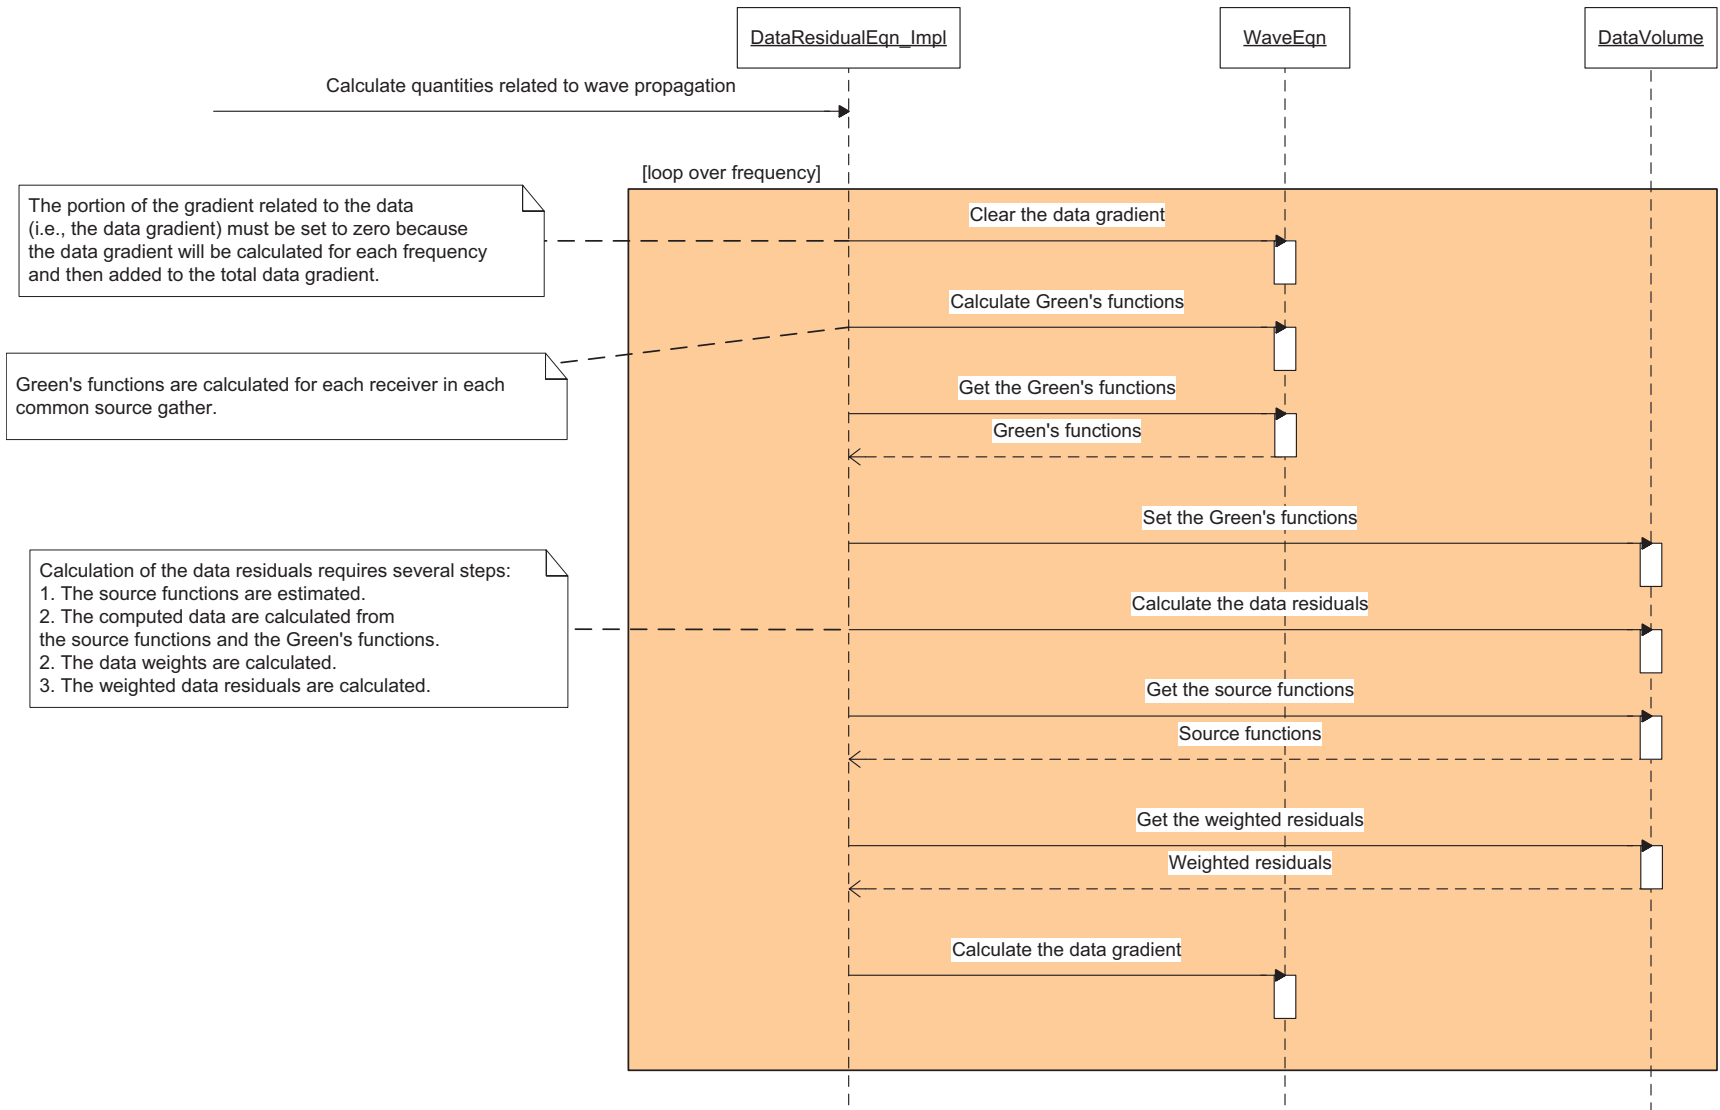 DataResidualEqn_Impl
WaveEqn
DataVolume
Calculate quantities related to wave propagation
[loop over frequency]
The portion of the gradient related to the data
(i.e., the data gradient) must be set to zero because
the data gradient will be calculated for each frequency
and then added to the total data gradient.
Clear the data gradient
Calculate Green's functions
Green's functions are calculated for each receiver in each
common source gather.
Get the Green's functions
Green's functions
Set the Green's functions
Calculation of the data residuals requires several steps:
1. The source functions are estimated.
2. The computed data are calculated from
the source functions and the Green's functions.
2. The data weights are calculated.
3. The weighted data residuals are calculated.
Calculate the data residuals
Get the source functions
Source functions
Get the weighted residuals
Weighted residuals
Calculate the data gradient